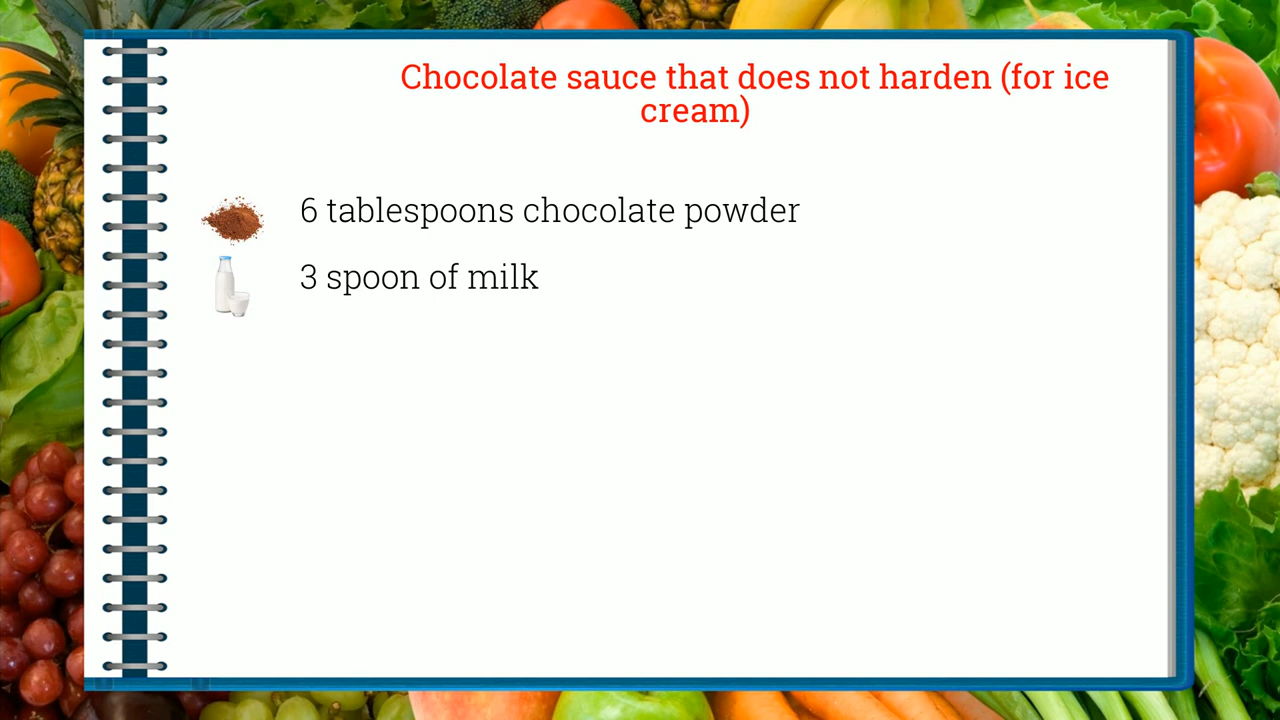 Chocolate sauce that does not harden (for ice
cream)
6 tablespoons chocolate powder
3 spoon of milk